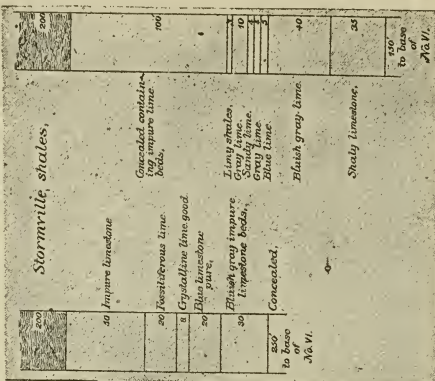 Stormville shales,
200
200
Impure limestone
Concealed contain-
ing impure lime
beds,
100
20 Fossiliferous lime.
8 Crystalline lime good
20 Blue limestone
pure,
30 Bluish gray impure
limestone beds,
Limy shales,
Gray lime. 10
Sandy lime,
Gray lime
Blue lime. 5
Concealed,
Bluish gray lime. 40
Shaly limestone, 35
250'
to base
of
No. VI.
to base
of
No. VI.